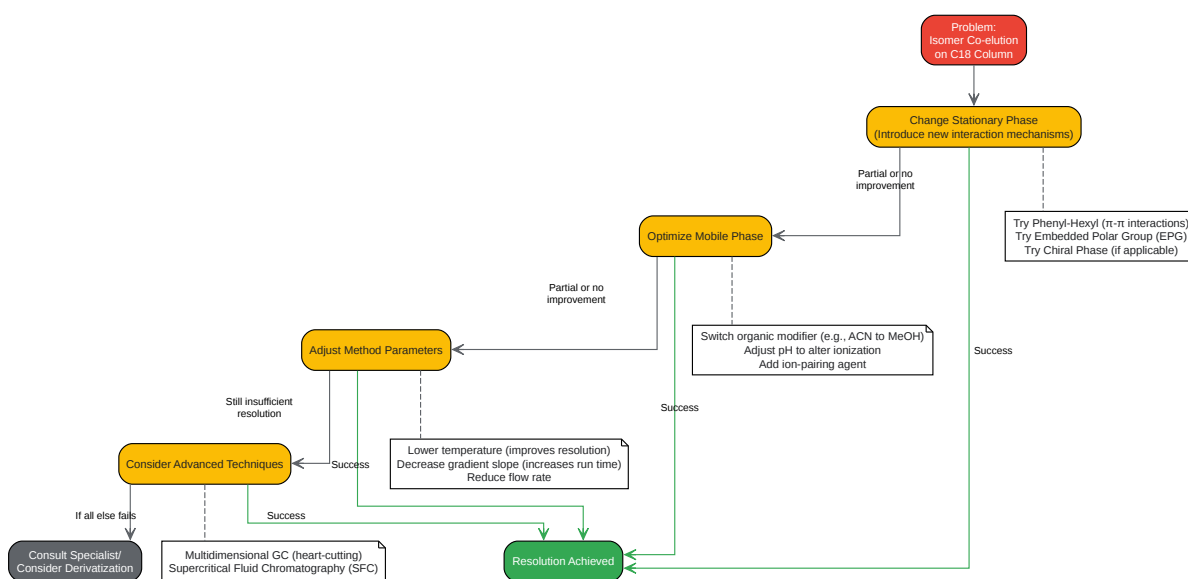 Problem:
Isomer Co-elution
on C18 Column
Change Stationary Phase
(Introduce new interaction mechanisms)
Partial or no
improvement
Try Phenyl-Hexyl (π-π interactions)
Try Embedded Polar Group (EPG)
Try Chiral Phase (if applicable)
Optimize Mobile Phase
Partial or no
improvement
Switch organic modifier (e.g., ACN to MeOH)
Adjust pH to alter ionization
Add ion-pairing agent
Success
Adjust Method Parameters
Still insufficient
resolution
Success
Lower temperature (improves resolution)
Decrease gradient slope (increases run time)
Reduce flow rate
Consider Advanced Techniques
Success
If all else fails
Success
Consult Specialist/
Consider Derivatization
Multidimensional GC (heart-cutting)
Supercritical Fluid Chromatography (SFC)
Resolution Achieved